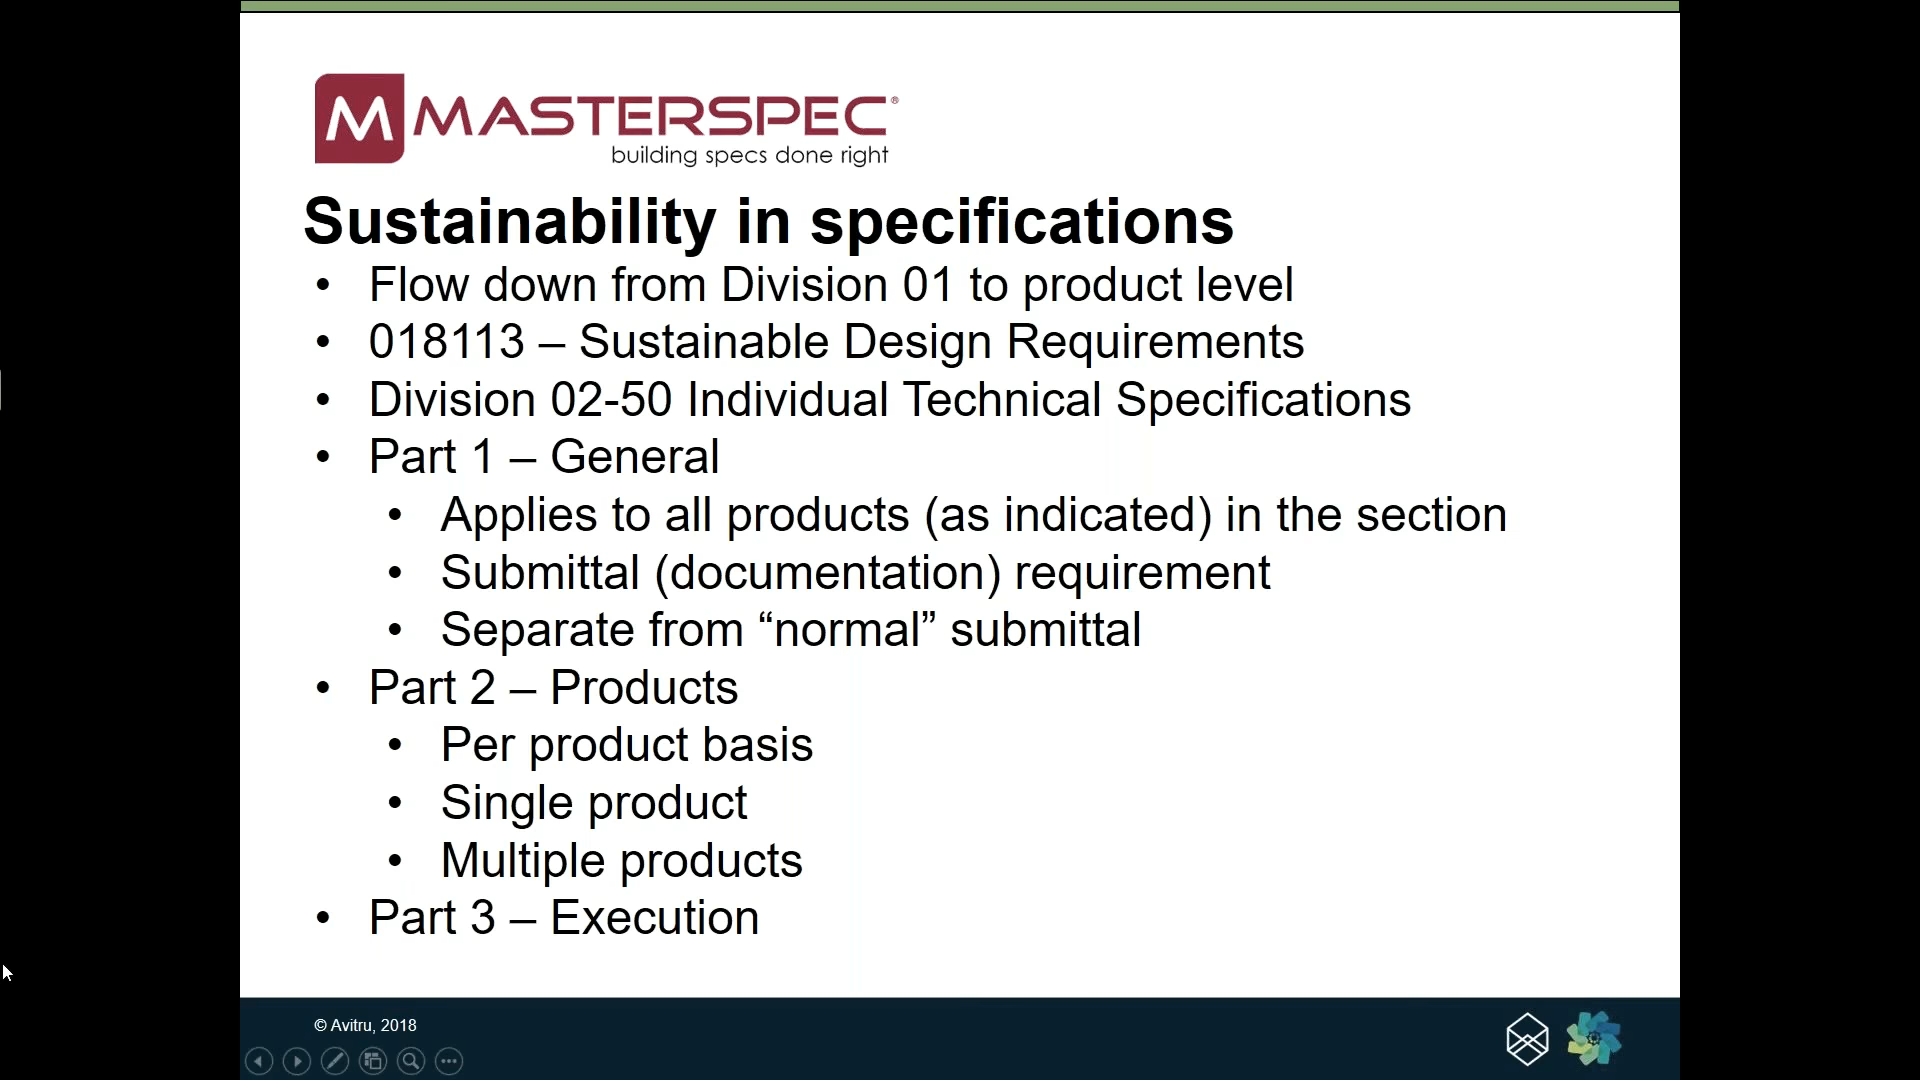 M MASTERSPEC®
building specs done right
Sustainability in specifications
• Flow down from Division 01 to product level
• 018113 – Sustainable Design Requirements
• Division 02-50 Individual Technical Specifications
• Part 1 – General
• Applies to all products (as indicated) in the section
• Submittal (documentation) requirement
• Separate from “normal” submittal
• Part 2 – Products
• Per product basis
• Single product
• Multiple products
• Part 3 – Execution
© Avitru, 2018